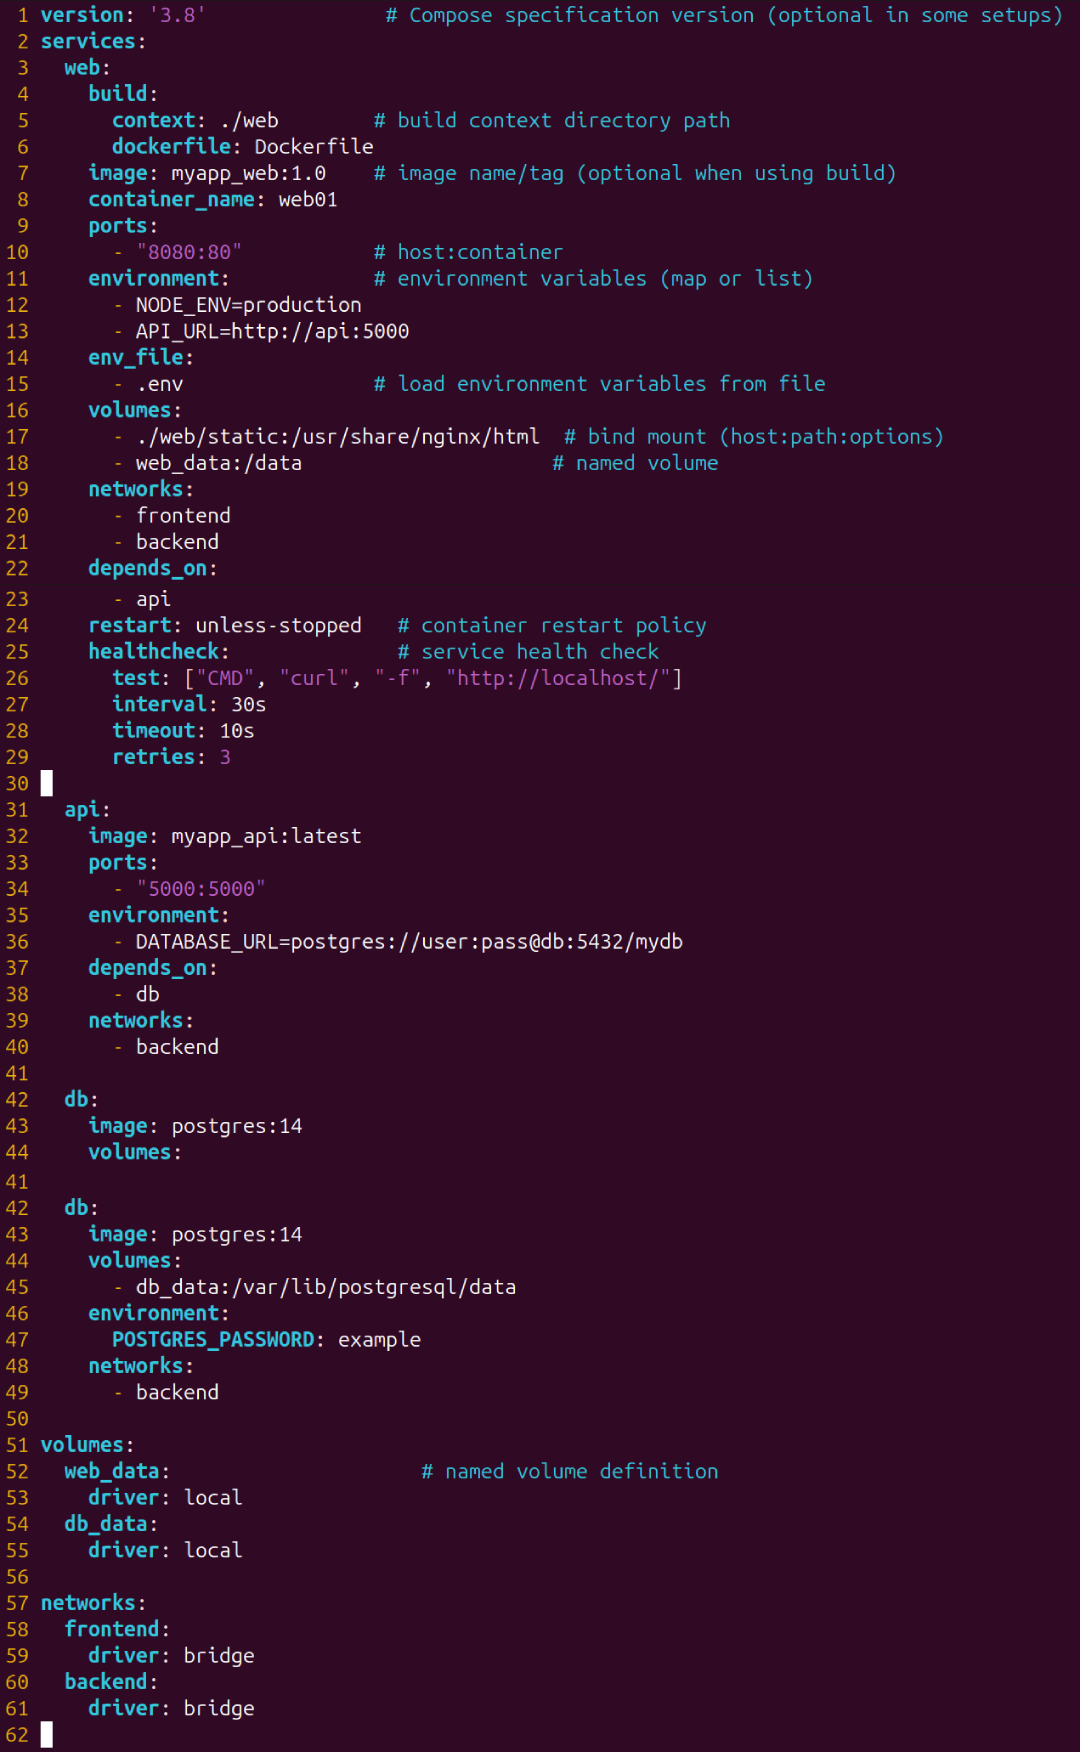 1 version: '3.8'               # Compose specification version (optional in some setups)
2 services:
3   web:
4     build:
5       context: ./web        # build context directory path
6       dockerfile: Dockerfile
7     image: myapp_web:1.0    # image name/tag (optional when using build)
8     container_name: web01
9     ports:
10       - "8080:80"           # host:container
11     environment:            # environment variables (map or list)
12       - NODE_ENV=production
13       - API_URL=http://api:5000
14     env_file:
15       - .env                # load environment variables from file
16     volumes:
17       - ./web/static:/usr/share/nginx/html  # bind mount (host:path:options)
18       - web_data:/data                     # named volume
19     networks:
20       - frontend
21       - backend
22     depends_on:
23       - api
24     restart: unless-stopped   # container restart policy
25     healthcheck:              # service health check
26       test: ["CMD", "curl", "-f", "http://localhost/"]
27       interval: 30s
28       timeout: 10s
29       retries: 3
30
31   api:
32     image: myapp_api:latest
33     ports:
34       - "5000:5000"
35     environment:
36       - DATABASE_URL=postgres://user:pass@db:5432/mydb
37     depends_on:
38       - db
39     networks:
40       - backend
41
42   db:
43     image: postgres:14
44     volumes:
41
42   db:
43     image: postgres:14
44     volumes:
45       - db_data:/var/lib/postgresql/data
46     environment:
47       POSTGRES_PASSWORD: example
48     networks:
49       - backend
50
51 volumes:
52   web_data:                     # named volume definition
53     driver: local
54   db_data:
55     driver: local
56
57 networks:
58   frontend:
59     driver: bridge
60   backend:
61     driver: bridge
62